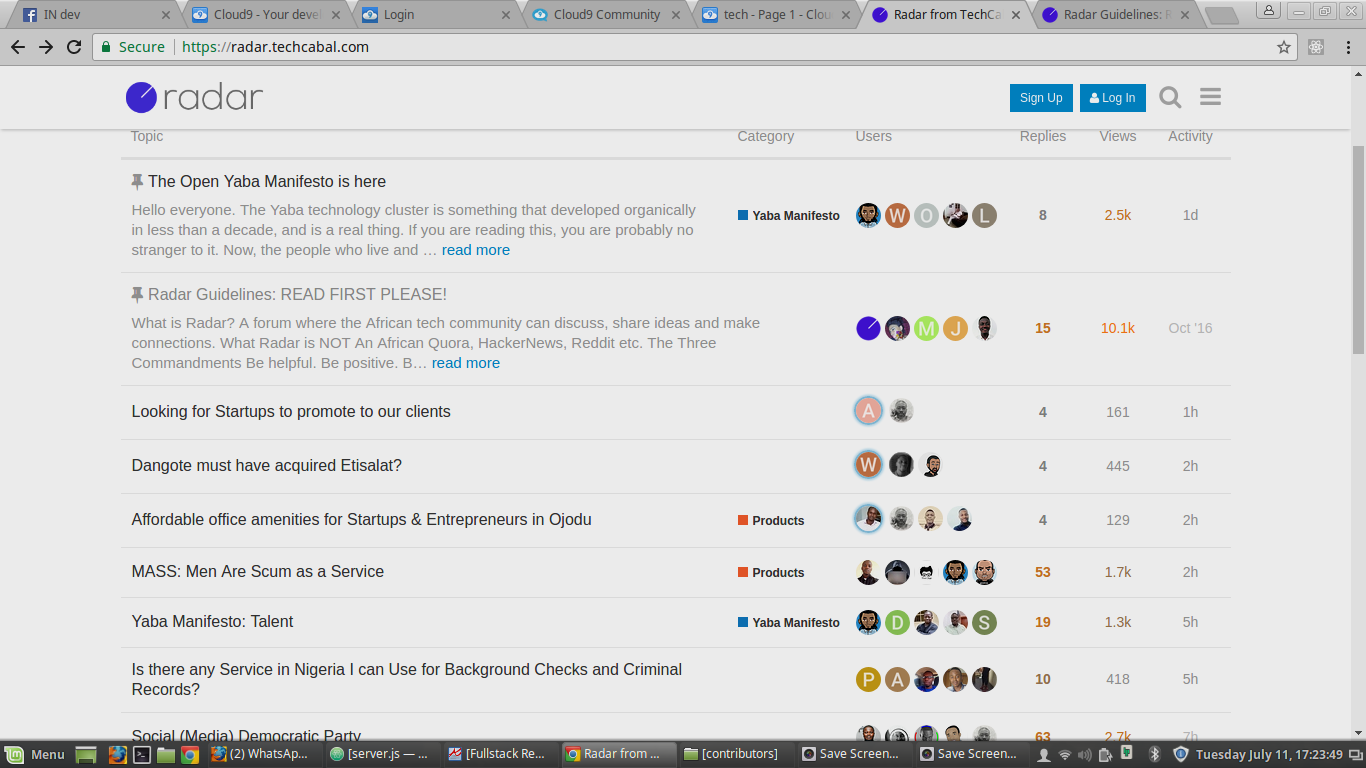 IN dev
Cloud9 - Your devel
Login
Cloud9 Community
tech - Page 1 - Clou
Radar from TechCa
Radar Guidelines: R
Secure https://radar.techcabal.com
radar
Sign Up
Log In
Topic Category Users Replies Views Activity
The Open Yaba Manifesto is here
Hello everyone. The Yaba technology cluster is something that developed organically
in less than a decade, and is a real thing. If you are reading this, you are probably no
stranger to it. Now, the people who live and … read more
Yaba Manifesto W O L 8 2.5k 1d
Radar Guidelines: READ FIRST PLEASE!
What is Radar? A forum where the African tech community can discuss, share ideas and make
connections. What Radar is NOT An African Quora, HackerNews, Reddit etc. The Three
Commandments Be helpful. Be positive. B… read more
M J 15 10.1k Oct '16
Looking for Startups to promote to our clients A 4 161 1h
Dangote must have acquired Etisalat? W 4 445 2h
Affordable office amenities for Startups & Entrepreneurs in Ojodu Products 4 129 2h
MASS: Men Are Scum as a Service Products 53 1.7k 2h
Yaba Manifesto: Talent Yaba Manifesto D S 19 1.3k 5h
Is there any Service in Nigeria I can Use for Background Checks and Criminal
Records?
P A 10 418 5h
Social (Media) Democratic Party 63 2.7k 7h
Menu
(2) WhatsAp...
[server.js — ...
[Fullstack Re...
Radar from ...
[contributors]
Save Screen...
Save Screen...
Tuesday July 11, 17:23:49